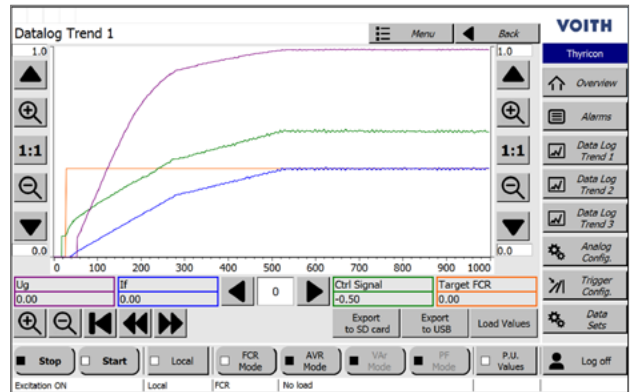 Datalog Trend 1
Menu
Back
VOITH
Thyricon
1.0
1.0
Overview
Alarms
1:1
1:1
Data Log
Trend 1
Data Log
Trend 2
Data Log
Trend 3
0.0
0.0
0 100 200 300 400 500 600 700 800 900 1000
Analog
Config.
Ug
If
Ctrl Signal
Target FCR
0.00
0.00
0
-0.50
0.00
Trigger
Config.
Export
to SD card
Export
to USB
Load Values
Data
Sets
Stop
Start
Local
FCR
Mode
AVR
Mode
VAr
Mode
PF
Mode
P.U.
Values
Log off
Excitation ON
Local
FCR
No load